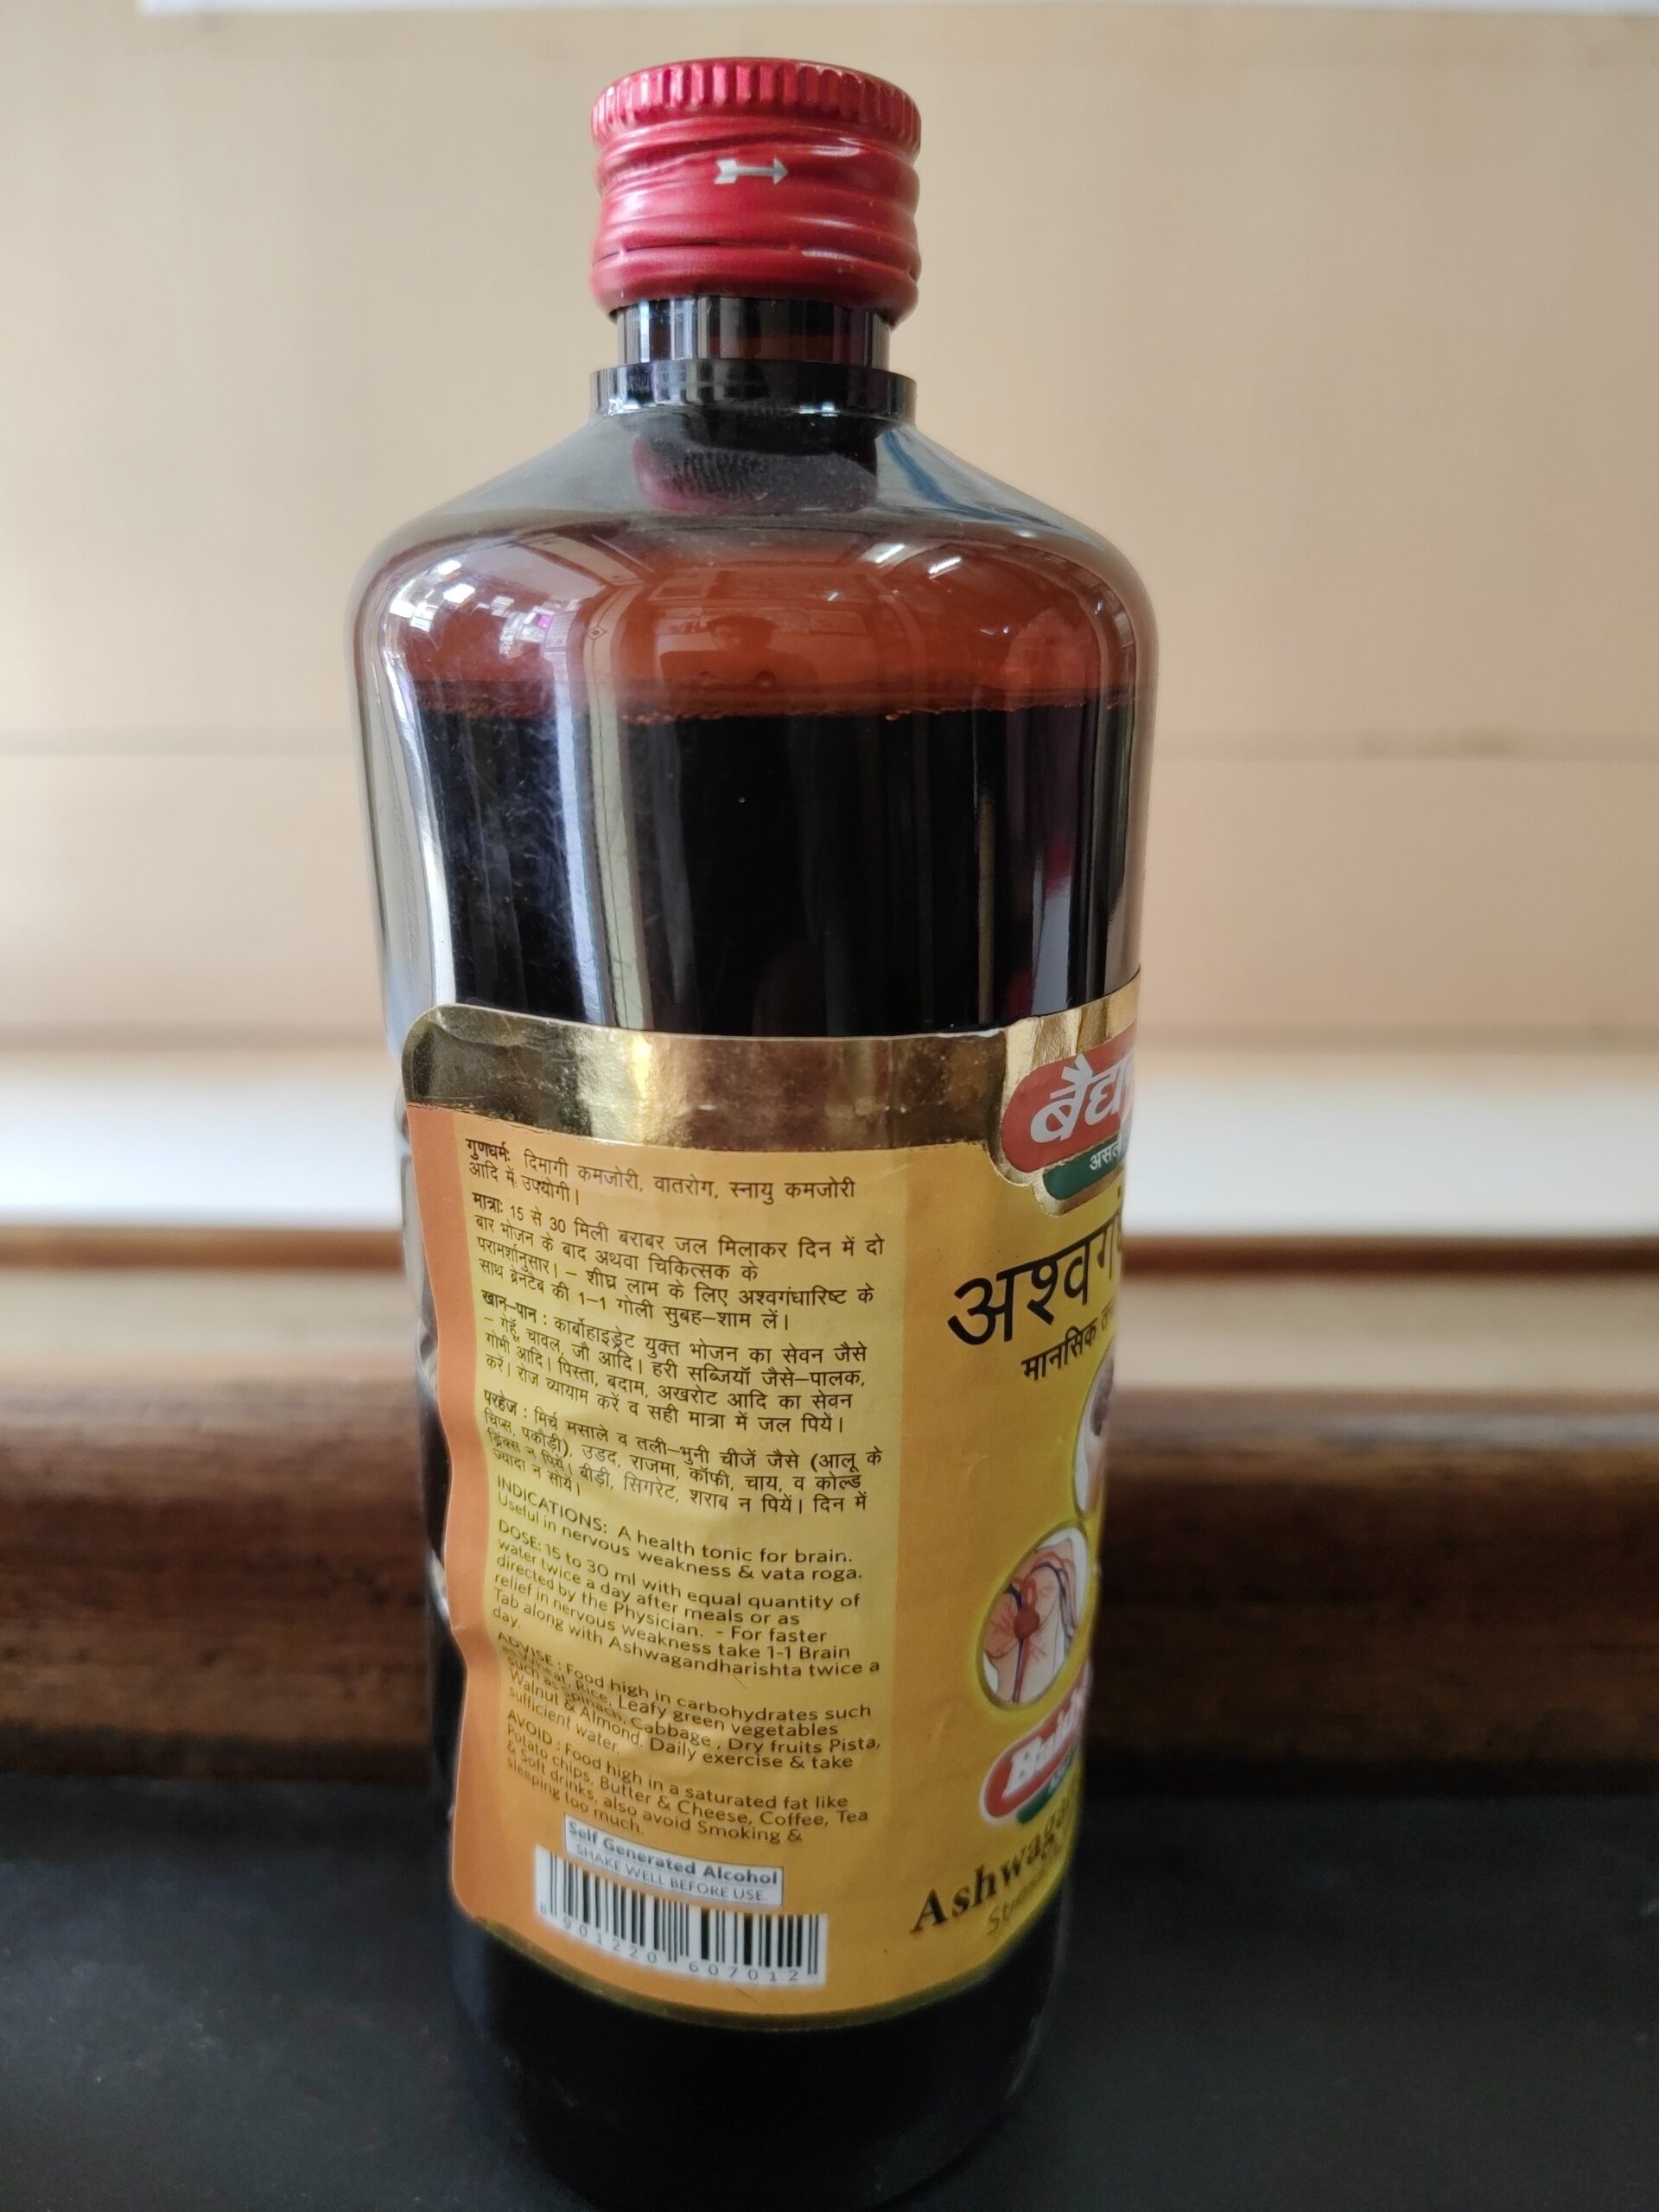 गुणधर्मः दिमागी कमजोरी, वातरोग, स्नायु कमजोरी
आदि में उपयोगी।
मात्राः 15 से 30 मिली बराबर जल मिलाकर दिन में दो
बार भोजन के बाद अथवा चिकित्सक के
परामर्शानुसार। – शीघ्र लाभ के लिए अश्वगंधारिष्ट के
साथ ब्रेनटैब की 1–1 गोली सुबह–शाम लें।
खान–पान : कार्बोहाइड्रेट युक्त भोजन का सेवन जैसे
– गेहूॅ चावल, जौ आदि। हरी सब्जियॉ जैसे–पालक,
गोभी आदि। पिस्ता, बदाम, अखरोट आदि का सेवन
करें। रोज व्यायाम करें व सही मात्रा में जल पियें।
परहेज : मिर्च मसाले व तली–भुनी चीजें जैसे (आलू के
चिप्स, पकौड़ी), उडद, राजमा, कॉफी, चाय, व कोल्ड
ड्रिंक्स न पियें। बीड़ी, सिगरेट, शराब न पियें। दिन में
ज्यादा न सोयें।
INDICATIONS: A health tonic for brain.
Useful in nervous weakness & vata roga.
DOSE: 15 to 30 ml with equal quantity of
water twice a day after meals or as
directed by the Physician. - For faster
relief in nervous weakness take 1-1 Brain
Tab along with Ashwagandharishta twice a
day.
ADVISE : Food high in carbohydrates such
as Wheat, Rice, Leafy green vegetables
such as Spinach, Cabbage , Dry fruits Pista,
Walnut & Almond, Daily exercise & take
sufficient water.
AVOID : Food high in a saturated fat like
Potato chips, Butter & Cheese, Coffee, Tea
& Soft drinks, also avoid Smoking &
sleeping too much.
Self Generated Alcohol
SHAKE WELL BEFORE USE.
8 901220 607012
मानसिक